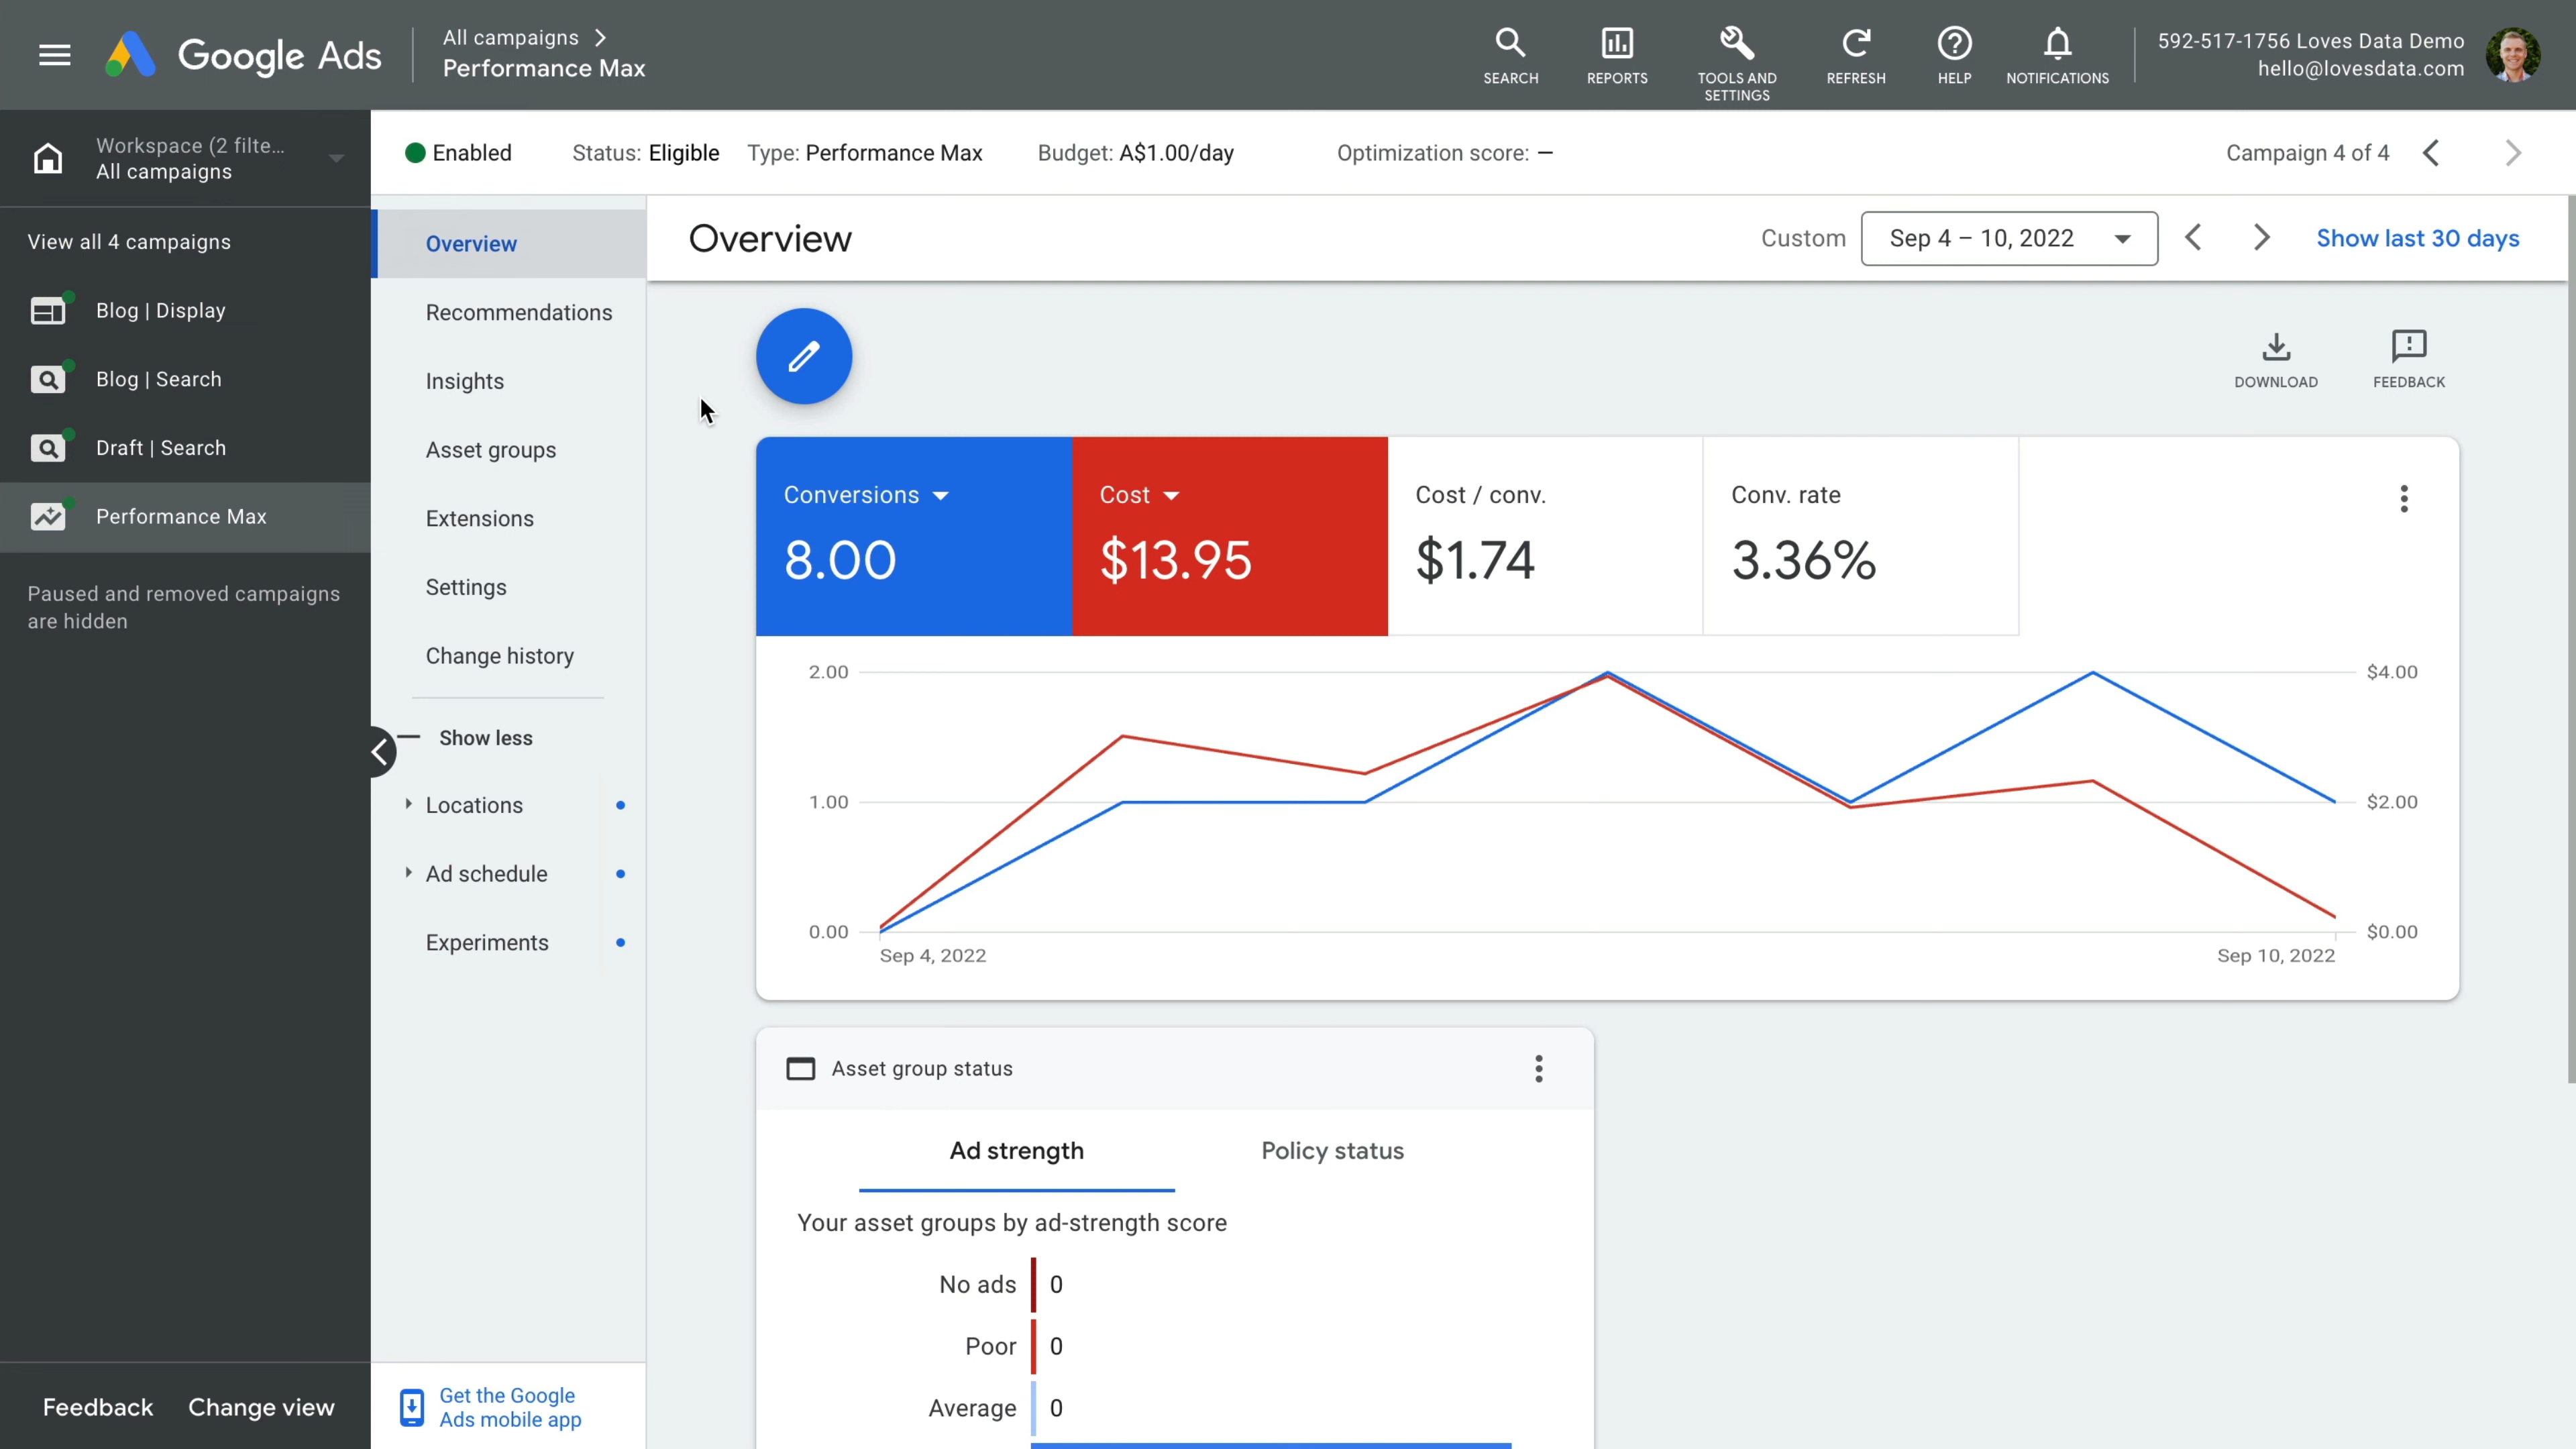 Google Ads
All campaigns
Performance Max
SEARCH
REPORTS
TOOLS AND
SETTINGS
REFRESH
HELP
NOTIFICATIONS
592-517-1756 Loves Data Demo
hello@lovesdata.com
Workspace (2 filte...
All campaigns
View all 4 campaigns
Blog | Display
Blog | Search
Draft | Search
Performance Max
Paused and removed campaigns
are hidden
Feedback
Change view
Enabled
Status: Eligible
Type: Performance Max
Budget: A$1.00/day
Optimization score: –
Campaign 4 of 4
Overview
Recommendations
Insights
Asset groups
Extensions
Settings
Change history
Show less
Locations
Ad schedule
Experiments
Get the Google
Ads mobile app
Overview
Custom
Sep 4 – 10, 2022
Show last 30 days
DOWNLOAD
FEEDBACK
Conversions
8.00
Cost
$13.95
Cost / conv.
$1.74
Conv. rate
3.36%
2.00
1.00
0.00
$4.00
$2.00
$0.00
Sep 4, 2022
Sep 10, 2022
Asset group status
Ad strength
Policy status
Your asset groups by ad-strength score
No ads 0
Poor 0
Average 0